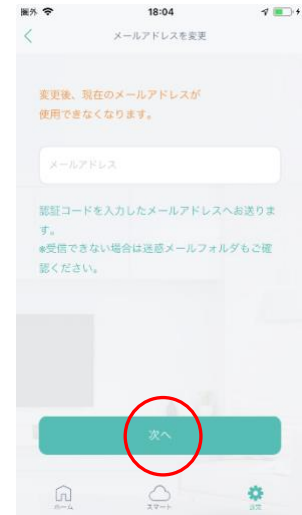 圏外 18:04
メールアドレスを変更
変更後、現在のメールアドレスが
使用できなくなります。
メールアドレス
認証コードを入力したメールアドレスへお送りま
す。
※受信できない場合は迷惑メールフォルダもご確
認ください。
次へ
ホーム スマート 設定